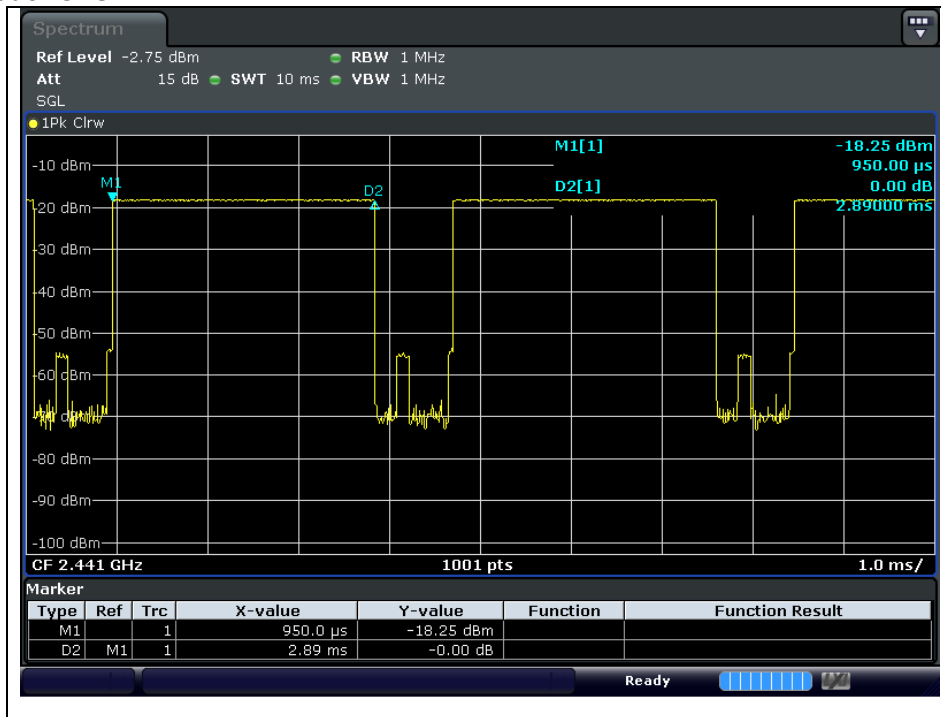 Spectrum
Ref Level -2.75 dBm RBW 1 MHz
Att 15 dB SWT 10 ms VBW 1 MHz
SGL
1Pk Clrw
M1[1] -18.25 dBm
950.00 µs
D2[1] 0.00 dB
2.89000 ms
M1
D2
-10 dBm
-20 dBm
-30 dBm
-40 dBm
-50 dBm
-60 dBm
-70 dBm
-80 dBm
-90 dBm
-100 dBm
CF 2.441 GHz 1001 pts 1.0 ms/
Marker
Type Ref Trc X-value Y-value Function Function Result
M1 1 950.0 µs -18.25 dBm
D2 M1 1 2.89 ms -0.00 dB
Ready